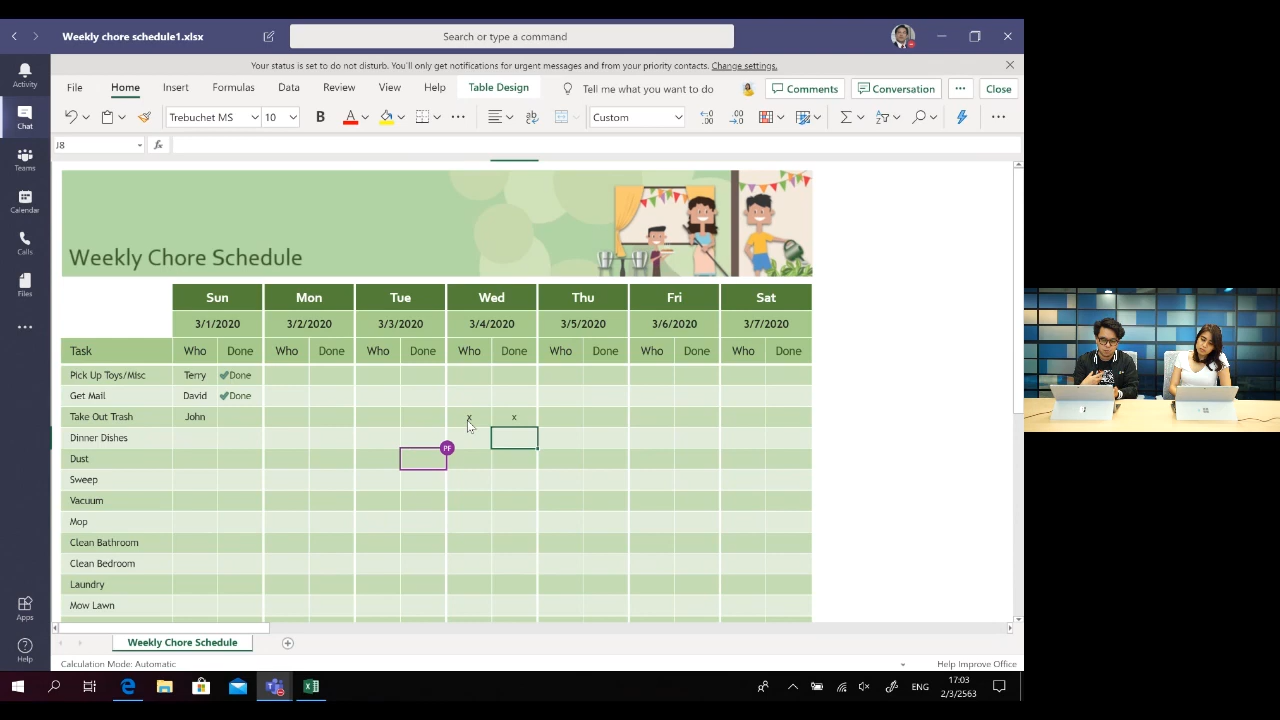 Weekly chore schedule1.xlsx
Search or type a command
Your status is set to do not disturb. You'll only get notifications for urgent messages and from your priority contacts. Change settings.
Activity
Chat
Teams
Calendar
Calls
Files
Apps
Help
File Home Insert Formulas Data Review View Help Table Design Tell me what you want to do Comments Conversation Close
Trebuchet MS 10 B A ab Custom
J8 fx
Weekly Chore Schedule
Sun Mon Tue Wed Thu Fri Sat
3/1/2020 3/2/2020 3/3/2020 3/4/2020 3/5/2020 3/6/2020 3/7/2020
Task Who Done Who Done Who Done Who Done Who Done Who Done Who Done
Pick Up Toys/Misc Terry Done
Get Mail David Done
Take Out Trash John x x
Dinner Dishes
PF
Dust
Sweep
Vacuum
Mop
Clean Bathroom
Clean Bedroom
Laundry
Mow Lawn
Weekly Chore Schedule
Calculation Mode: Automatic Help Improve Office
ENG
17:03
2/3/2563